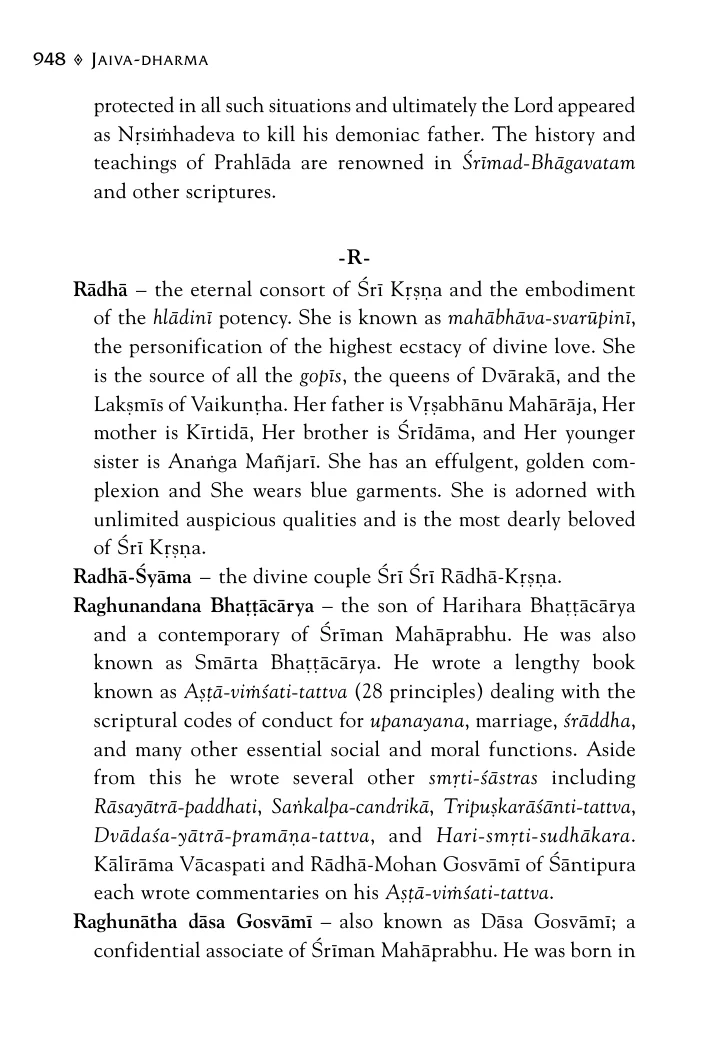 948 ◈ Jaiva-dharma
protected in all such situations and ultimately the Lord appeared
as Nṛsiṁhadeva to kill his demoniac father. The history and
teachings of Prahlāda are renowned in Śrīmad-Bhāgavatam
and other scriptures.
-R-
Rādhā – the eternal consort of Śrī Kṛṣṇa and the embodiment
of the hlādinī potency. She is known as mahābhāva-svarūpinī,
the personification of the highest ecstacy of divine love. She
is the source of all the gopīs, the queens of Dvārakā, and the
Lakṣmīs of Vaikuṇṭha. Her father is Vṛṣabhānu Mahārāja, Her
mother is Kīrtidā, Her brother is Śrīdāma, and Her younger
sister is Anaṅga Mañjarī. She has an effulgent, golden com-
plexion and She wears blue garments. She is adorned with
unlimited auspicious qualities and is the most dearly beloved
of Śrī Kṛṣṇa.
Radhā-Śyāma – the divine couple Śrī Śrī Rādhā-Kṛṣṇa.
Raghunandana Bhaṭṭācārya – the son of Harihara Bhaṭṭācārya
and a contemporary of Śrīman Mahāprabhu. He was also
known as Smārta Bhaṭṭācārya. He wrote a lengthy book
known as Aṣṭā-viṁśati-tattva (28 principles) dealing with the
scriptural codes of conduct for upanayana, marriage, śrāddha,
and many other essential social and moral functions. Aside
from this he wrote several other smṛti-śāstras including
Rāsayātrā-paddhati, Saṅkalpa-candrikā, Tripuṣkarāśānti-tattva,
Dvādaśa-yātrā-pramāṇa-tattva, and Hari-smṛti-sudhākara.
Kālīrāma Vācaspati and Rādhā-Mohan Gosvāmī of Śāntipura
each wrote commentaries on his Aṣṭā-viṁśati-tattva.
Raghunātha dāsa Gosvāmī – also known as Dāsa Gosvāmī; a
confidential associate of Śrīman Mahāprabhu. He was born in